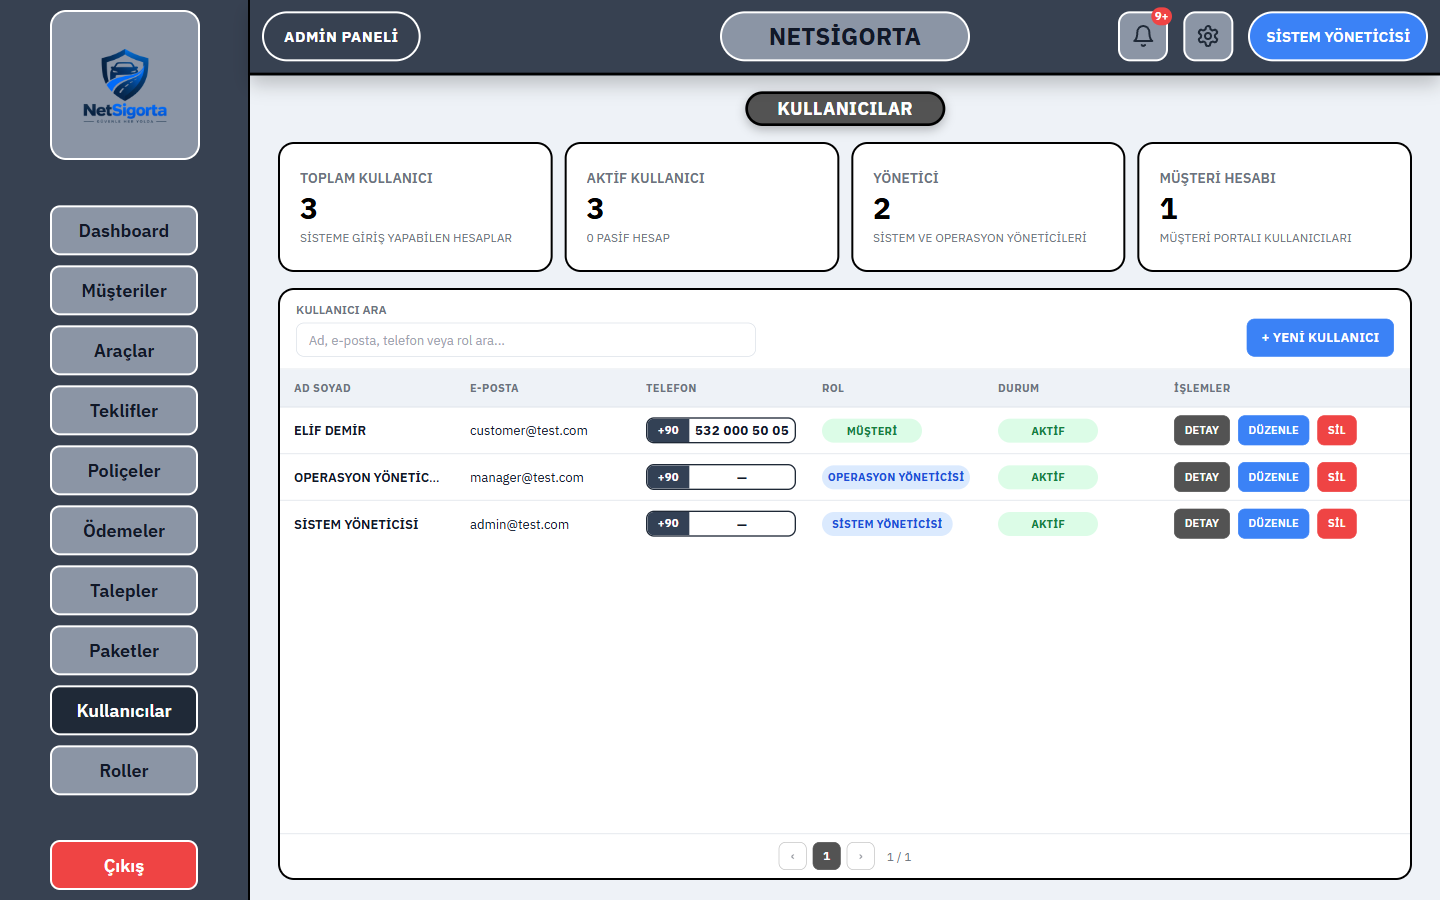 NetSigorta
Dashboard
Müşteriler
Araçlar
Teklifler
Poliçeler
Ödemeler
Talepler
Paketler
Kullanıcılar
Roller
Çıkış
ADMİN PANELİ
NETSİGORTA
9+
SİSTEM YÖNETİCİSİ
KULLANICILAR
TOPLAM KULLANICI
3
SİSTEME GİRİŞ YAPABİLEN HESAPLAR
AKTİF KULLANICI
3
0 PASİF HESAP
YÖNETİCİ
2
SİSTEM VE OPERASYON YÖNETİCİLERİ
MÜŞTERİ HESABI
1
MÜŞTERİ PORTALI KULLANICILARI
KULLANICI ARA
Ad, e-posta, telefon veya rol ara...
+ YENİ KULLANICI
AD SOYAD E-POSTA TELEFON ROL DURUM İŞLEMLER
ELİF DEMİR customer@test.com +90 532 000 50 05 MÜŞTERİ AKTİF DETAY DÜZENLE SİL
OPERASYON YÖNETİC... manager@test.com +90 — OPERASYON YÖNETİCİSİ AKTİF DETAY DÜZENLE SİL
SİSTEM YÖNETİCİSİ admin@test.com +90 — SİSTEM YÖNETİCİSİ AKTİF DETAY DÜZENLE SİL
‹ 1 › 1 / 1